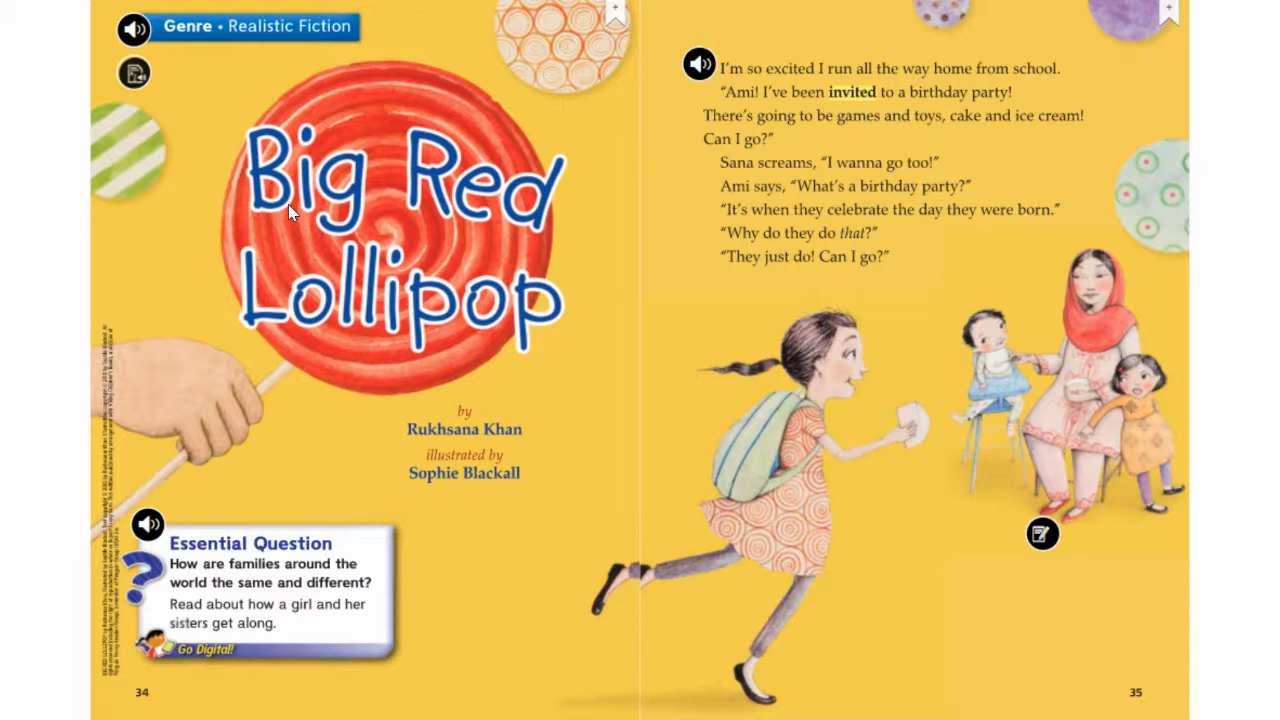 Genre • Realistic Fiction
Big Red
Lollipop
by
Rukhsana Khan
illustrated by
Sophie Blackall
Essential Question
How are families around the
world the same and different?
Read about how a girl and her
sisters get along.
Go Digital!
34
I'm so excited I run all the way home from school.
“Ami! I've been invited to a birthday party!
There's going to be games and toys, cake and ice cream!
Can I go?”
Sana screams, “I wanna go too!”
Ami says, “What's a birthday party?”
“It's when they celebrate the day they were born.”
“Why do they do that?”
“They just do! Can I go?”
35